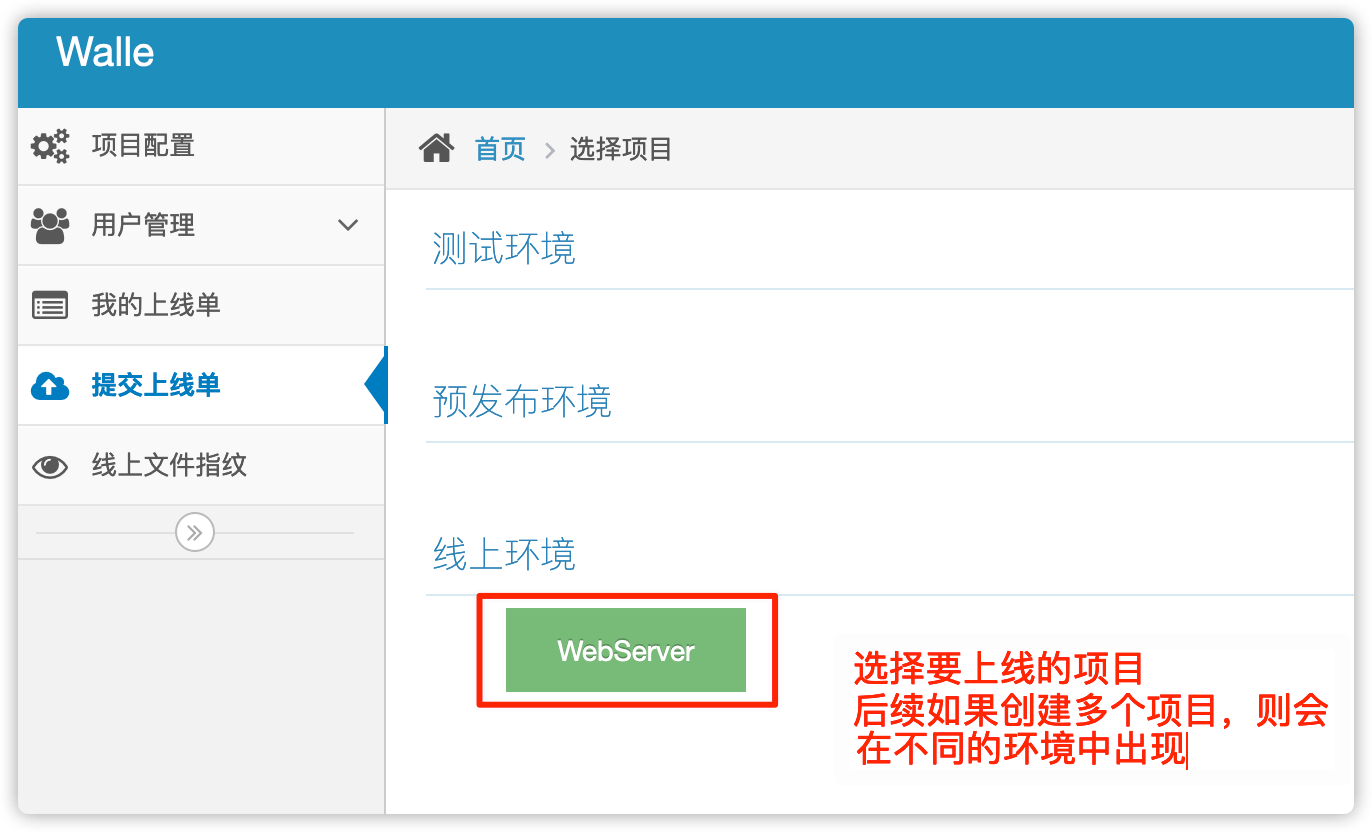 Walle
项目配置
用户管理
我的上线单
提交上线单
线上文件指纹
首页 选择项目
测试环境
预发布环境
线上环境
WebServer
选择要上线的项目
后续如果创建多个项目，则会
在不同的环境中出现